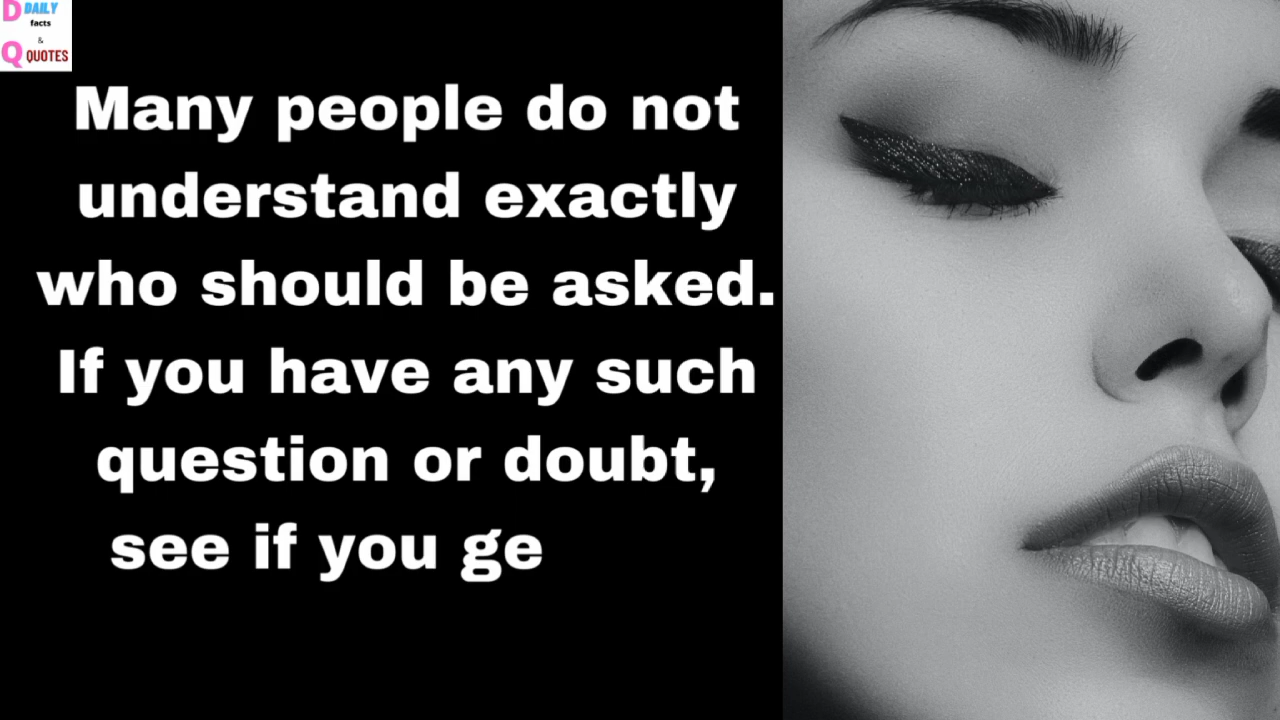 D DAILY
facts
&
Q QUOTES
Many people do not
understand exactly
who should be asked.
If you have any such
question or doubt,
see if you ge